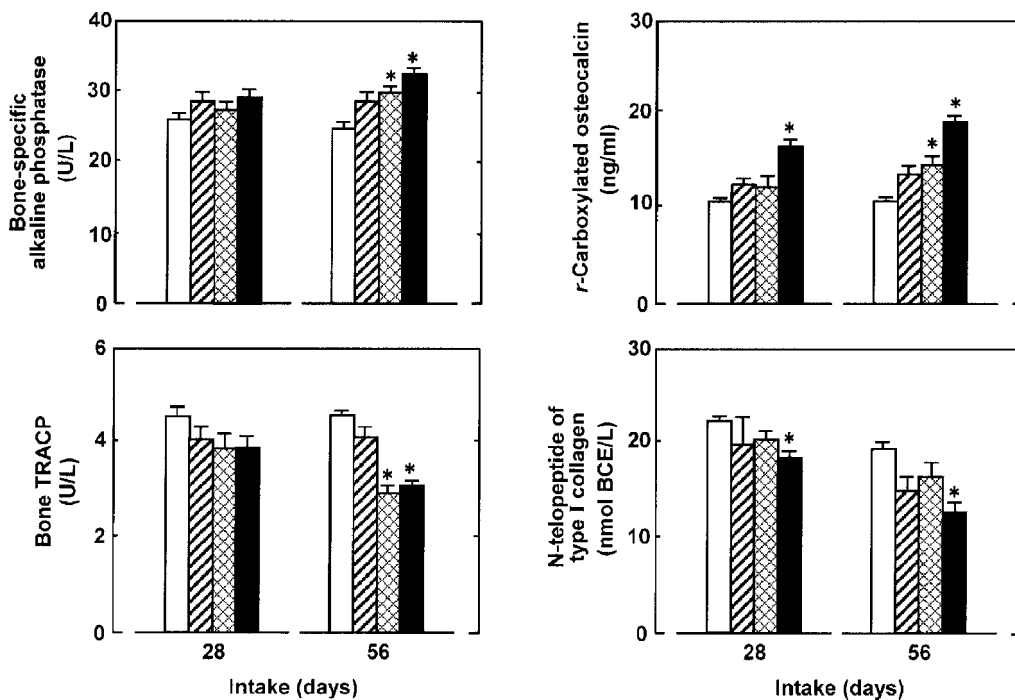 Bone-specific
alkaline phosphatase
(U/L)
40
30
20
10
0
* *
r-Carboxylated osteocalcin
(ng/ml)
30
20
10
0
* * *
Bone TRACP
(U/L)
6
4
2
0
* *
28 56
Intake (days)
N-telopeptide of
type I collagen
(nmol BCE/L)
30
20
10
0
* *
28 56
Intake (days)